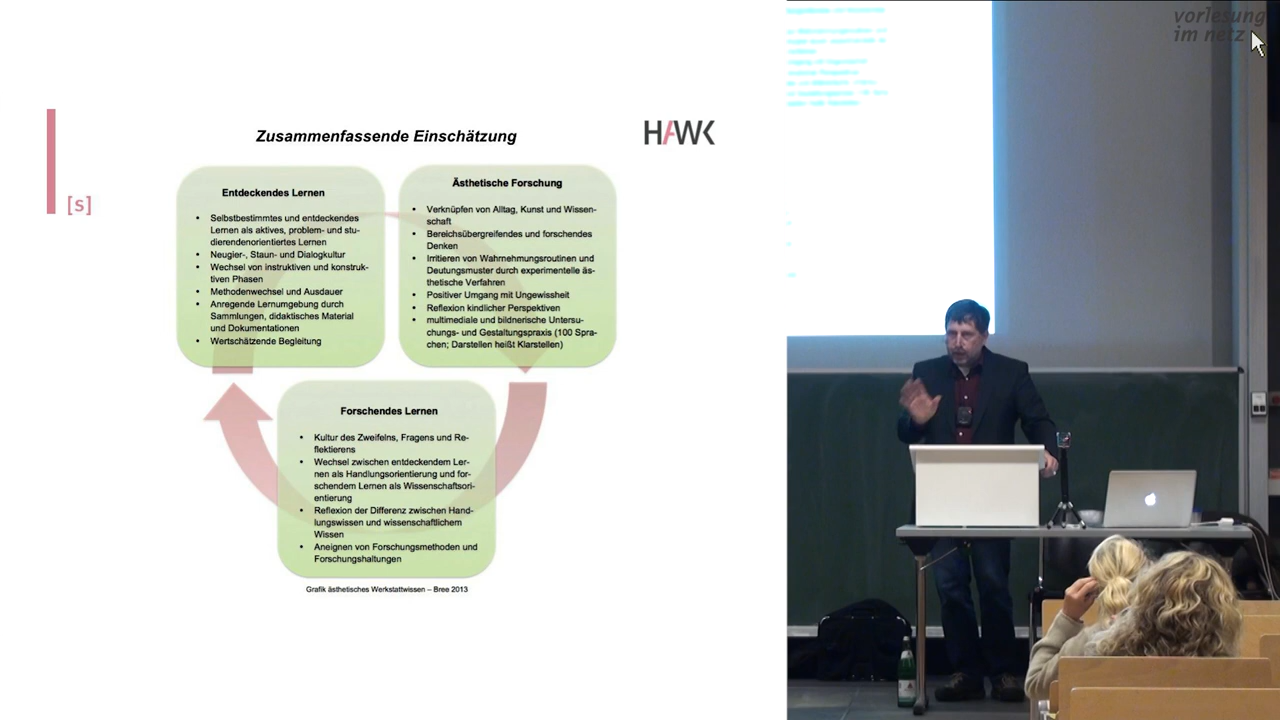 vorlesung
im netz
Zusammenfassende Einschätzung
HAWK
[s]
Entdeckendes Lernen
• Selbstbestimmtes und entdeckendes
Lernen als aktives, problem- und stu-
dierendenorientiertes Lernen
• Neugier-, Staun- und Dialogkultur
• Wechsel von instruktiven und konstruk-
tiven Phasen
• Methodenwechsel und Ausdauer
• Anregende Lernumgebung durch
Sammlungen, didaktisches Material
und Dokumentationen
• Wertschätzende Begleitung
Ästhetische Forschung
• Verknüpfen von Alltag, Kunst und Wissen-
schaft
• Bereichsübergreifendes und forschendes
Denken
• Irritieren von Wahrnehmungsroutinen und
Deutungsmuster durch experimentelle äs-
thetische Verfahren
• Positiver Umgang mit Ungewissheit
• Reflexion kindlicher Perspektiven
• multimediale und bildnerische Untersu-
chungs- und Gestaltungspraxis (100 Spra-
chen; Darstellen heißt Klarstellen)
Forschendes Lernen
• Kultur des Zweifelns, Fragens und Re-
flektierens
• Wechsel zwischen entdeckendem Ler-
nen als Handlungsorientierung und for-
schendem Lernen als Wissenschaftsori-
entierung
• Reflexion der Differenz zwischen Hand-
lungswissen und wissenschaftlichem
Wissen
• Aneignen von Forschungsmethoden und
Forschungshaltungen
Grafik ästhetisches Werkstattwissen – Bree 2013